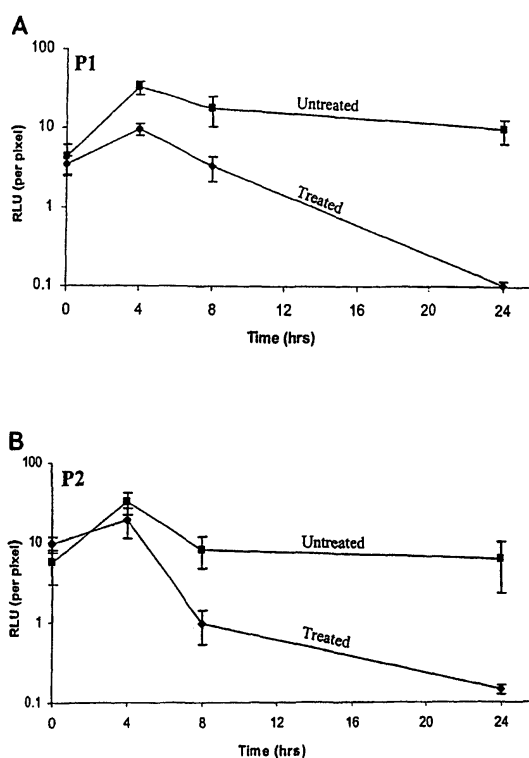 A
P1
100
10
1
0.1
RLU (per pixel)
Untreated
Treated
0 4 8 12 16 20 24
Time (hrs)
B
P2
100
10
1
0.1
RLU (per pixel)
Untreated
Treated
0 4 8 12 16 20 24
Time (hrs)